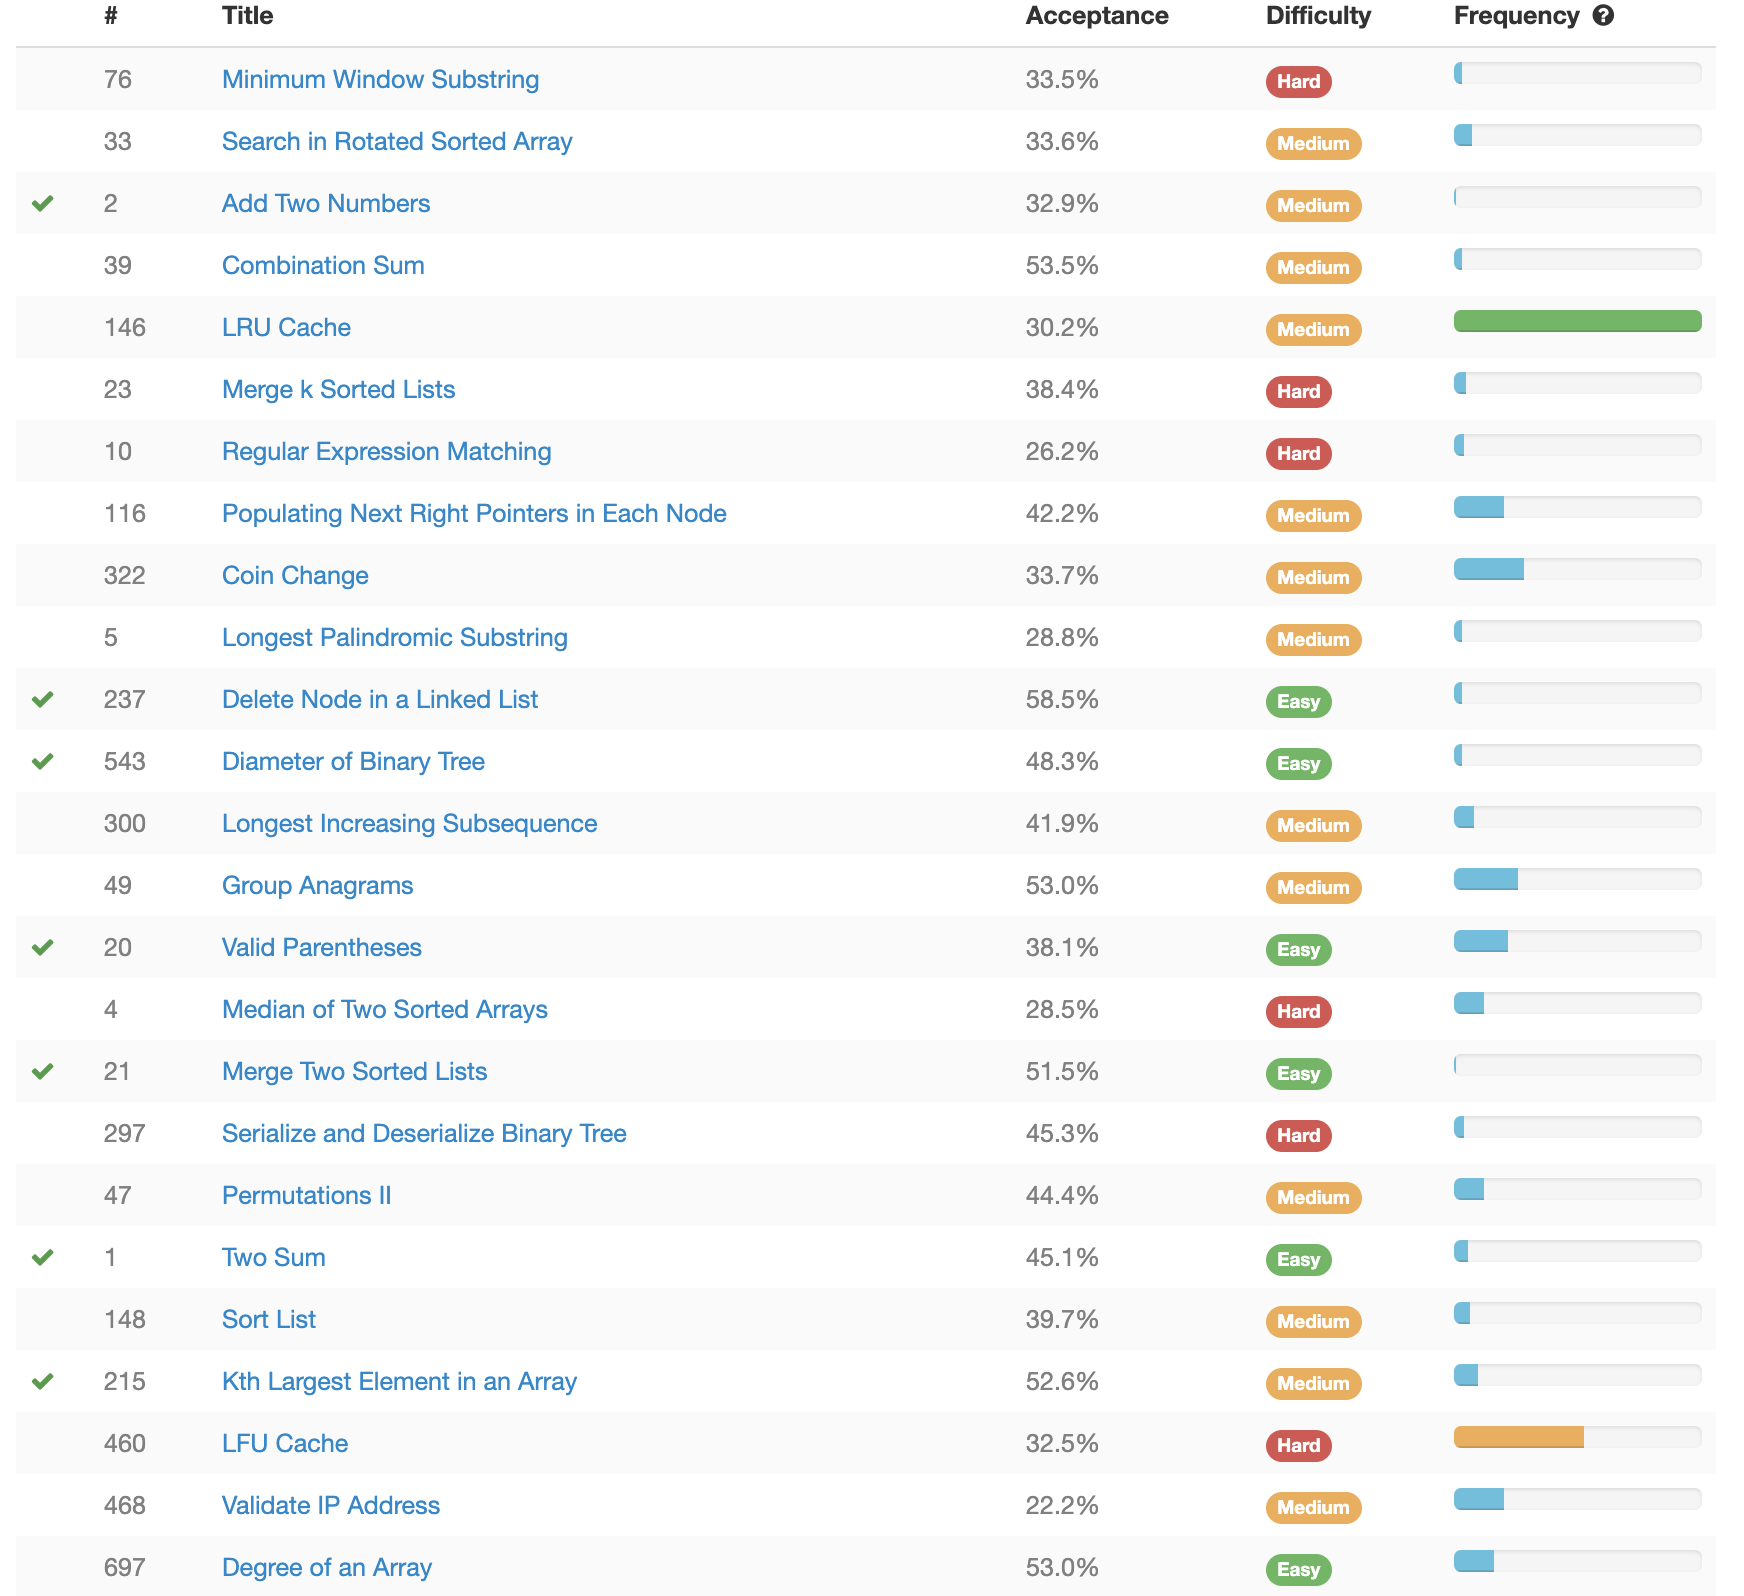 # Title Acceptance Difficulty Frequency ?
76 Minimum Window Substring 33.5% Hard
33 Search in Rotated Sorted Array 33.6% Medium
2 Add Two Numbers 32.9% Medium
39 Combination Sum 53.5% Medium
146 LRU Cache 30.2% Medium
23 Merge k Sorted Lists 38.4% Hard
10 Regular Expression Matching 26.2% Hard
116 Populating Next Right Pointers in Each Node 42.2% Medium
322 Coin Change 33.7% Medium
5 Longest Palindromic Substring 28.8% Medium
237 Delete Node in a Linked List 58.5% Easy
543 Diameter of Binary Tree 48.3% Easy
300 Longest Increasing Subsequence 41.9% Medium
49 Group Anagrams 53.0% Medium
20 Valid Parentheses 38.1% Easy
4 Median of Two Sorted Arrays 28.5% Hard
21 Merge Two Sorted Lists 51.5% Easy
297 Serialize and Deserialize Binary Tree 45.3% Hard
47 Permutations II 44.4% Medium
1 Two Sum 45.1% Easy
148 Sort List 39.7% Medium
215 Kth Largest Element in an Array 52.6% Medium
460 LFU Cache 32.5% Hard
468 Validate IP Address 22.2% Medium
697 Degree of an Array 53.0% Easy